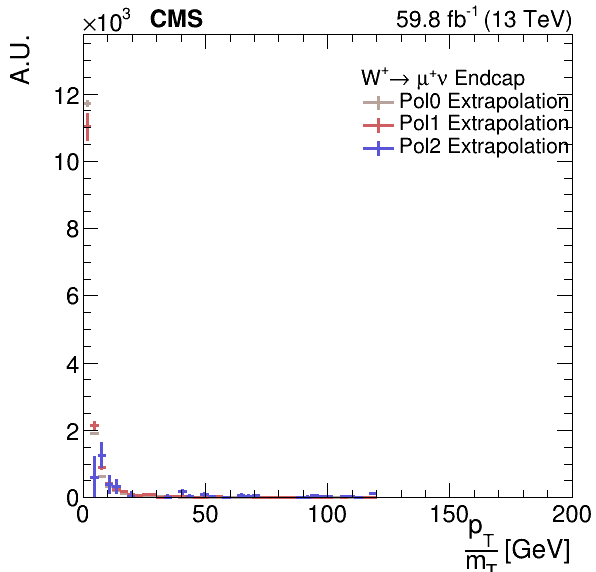 ×10³ CMS 59.8 fb⁻¹ (13 TeV)
A.U.
W⁺→ μ⁺ν Endcap
Pol0 Extrapolation
Pol1 Extrapolation
Pol2 Extrapolation
12
10
8
6
4
2
0
0 50 100 150 200
p_T
m_T [GeV]